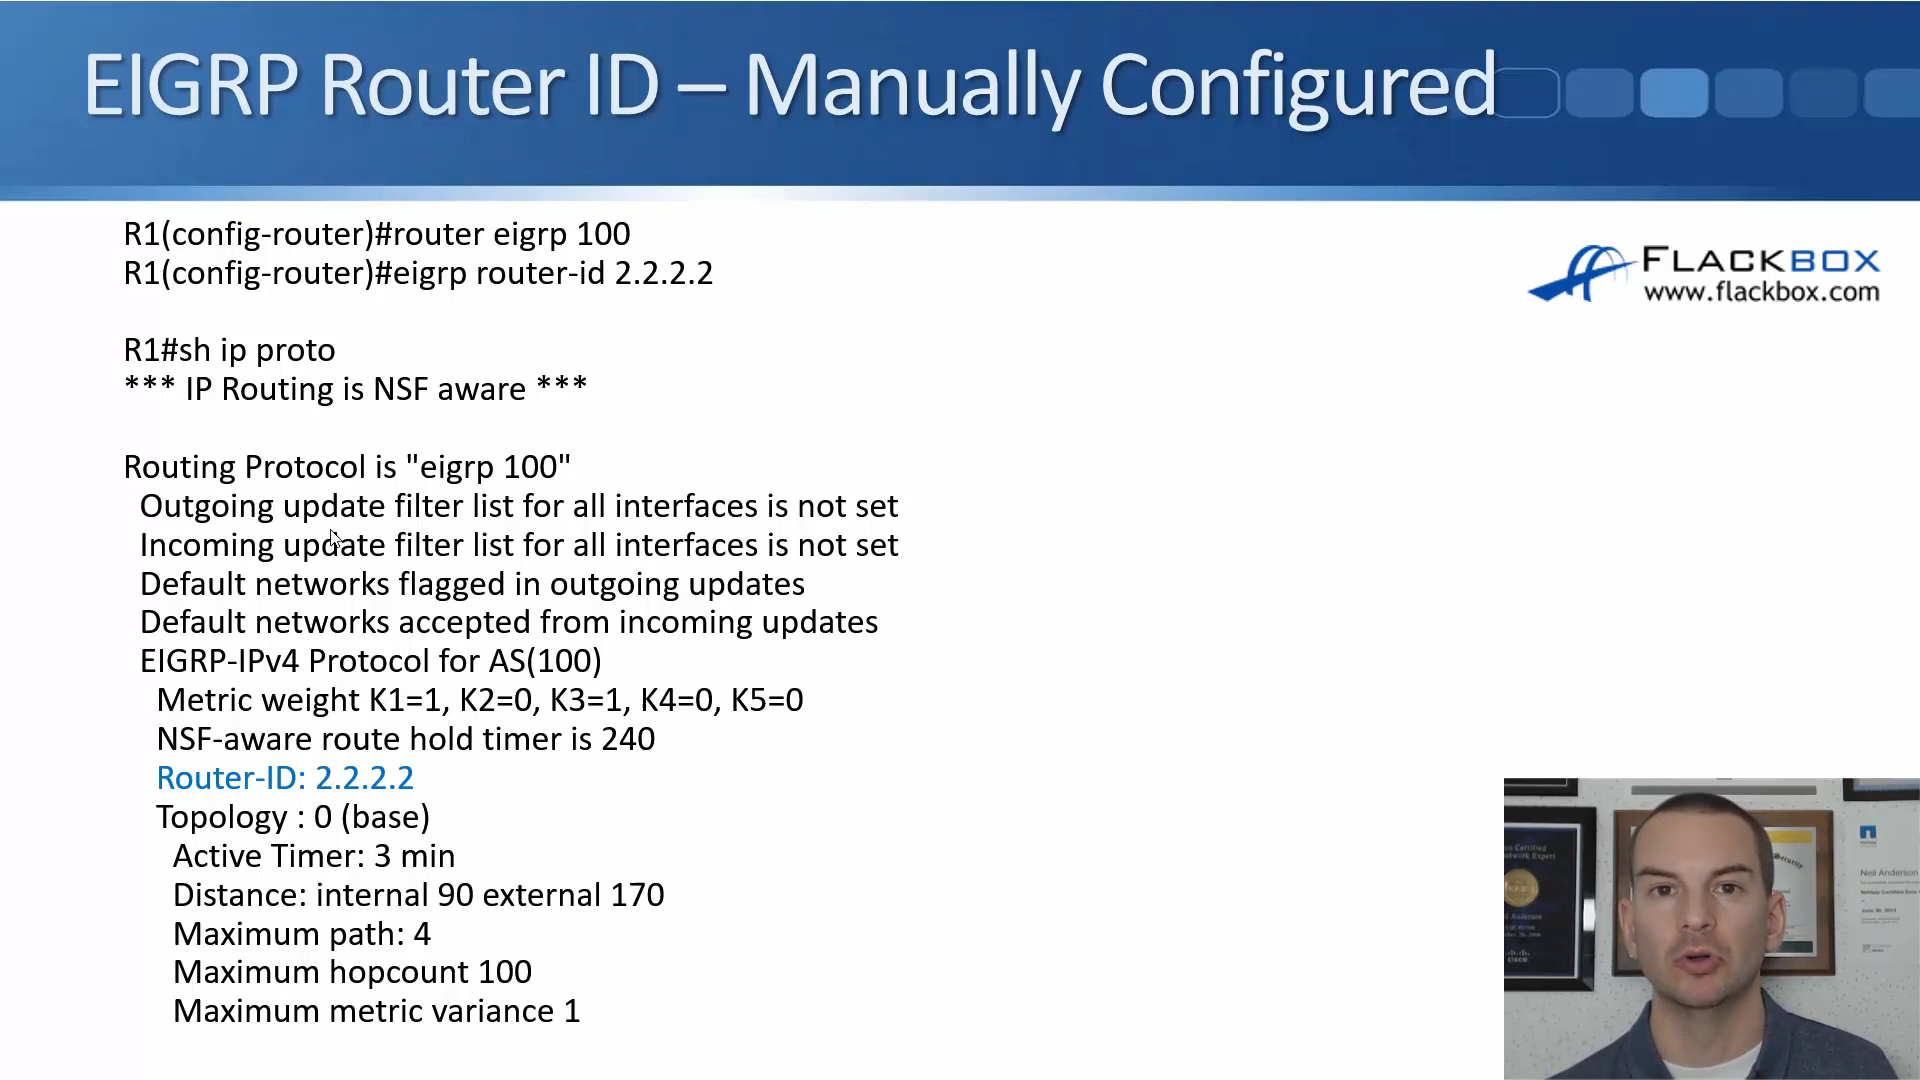 EIGRP Router ID – Manually Configured
R1(config-router)#router eigrp 100
R1(config-router)#eigrp router-id 2.2.2.2
FLACKBOX
www.flackbox.com
R1#sh ip proto
*** IP Routing is NSF aware ***
Routing Protocol is "eigrp 100"
Outgoing update filter list for all interfaces is not set
Incoming update filter list for all interfaces is not set
Default networks flagged in outgoing updates
Default networks accepted from incoming updates
EIGRP-IPv4 Protocol for AS(100)
Metric weight K1=1, K2=0, K3=1, K4=0, K5=0
NSF-aware route hold timer is 240
Router-ID: 2.2.2.2
Topology : 0 (base)
Active Timer: 3 min
Distance: internal 90 external 170
Maximum path: 4
Maximum hopcount 100
Maximum metric variance 1
Neil Anderson